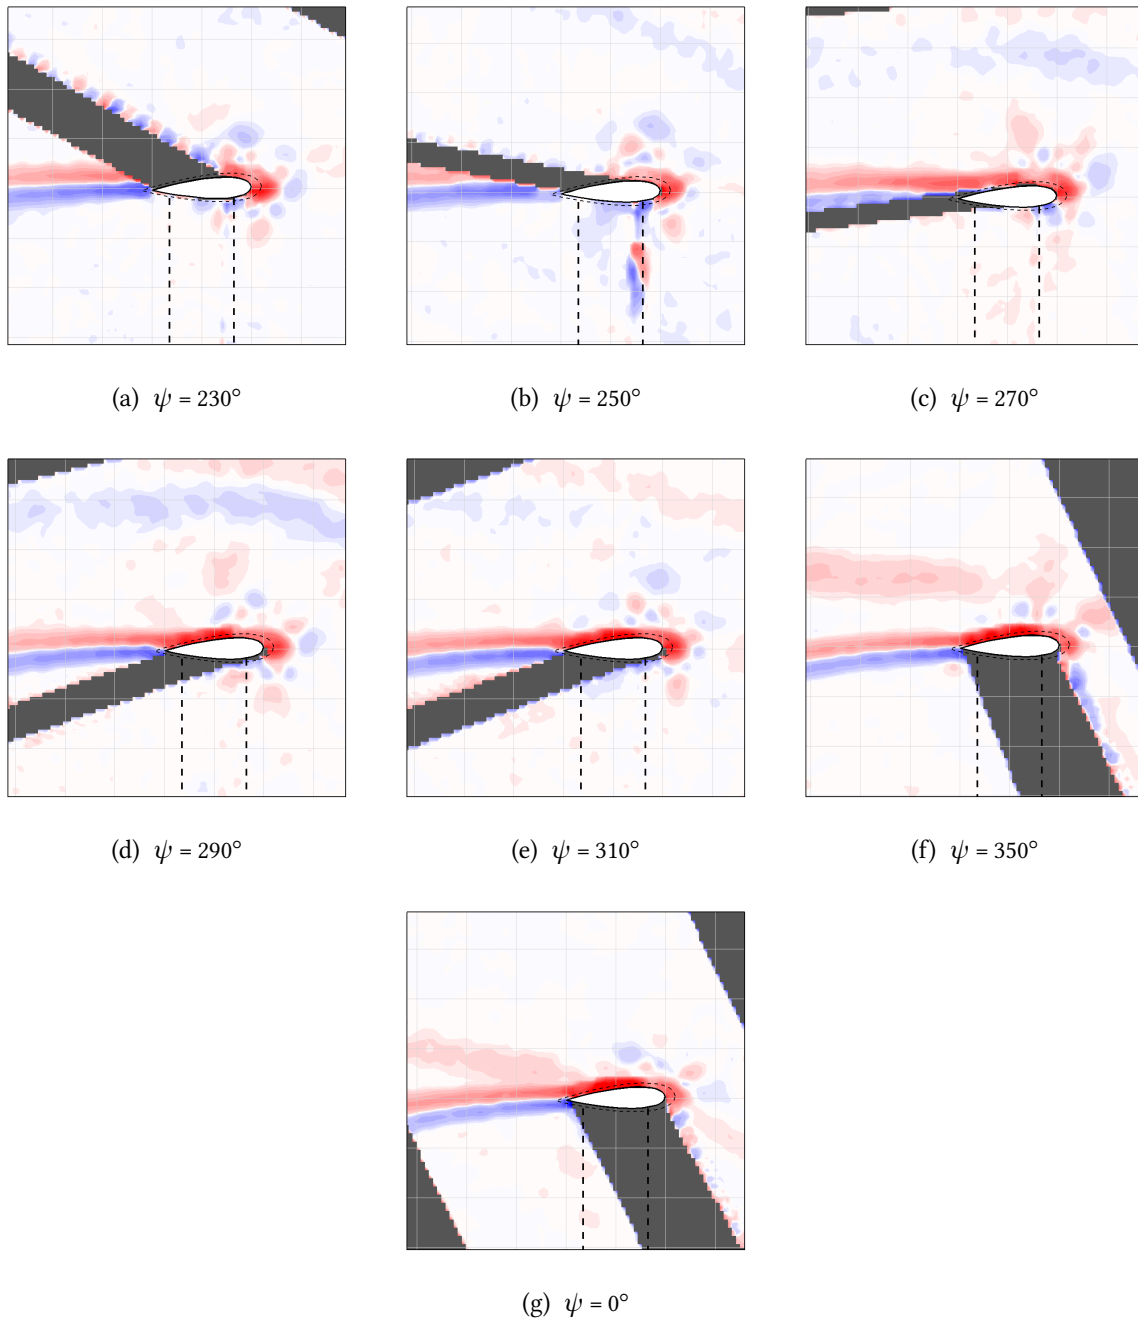 (a) ψ = 230°
(b) ψ = 250°
(c) ψ = 270°
(d) ψ = 290°
(e) ψ = 310°
(f) ψ = 350°
(g) ψ = 0°